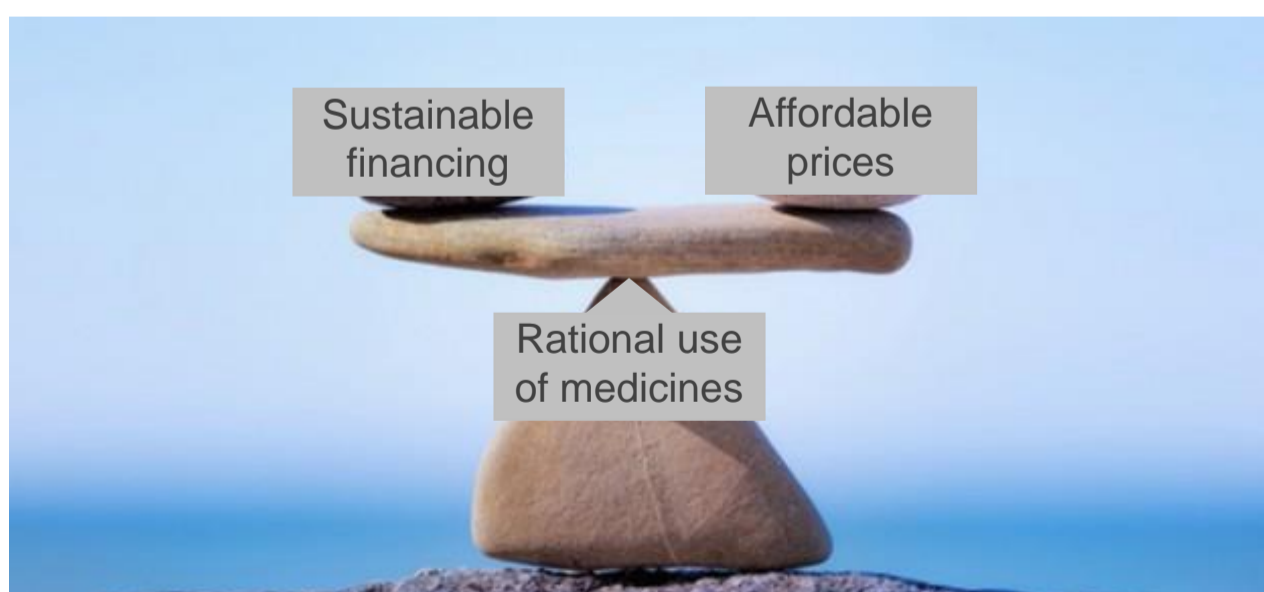 Sustainable
financing
Affordable
prices
Rational use
of medicines